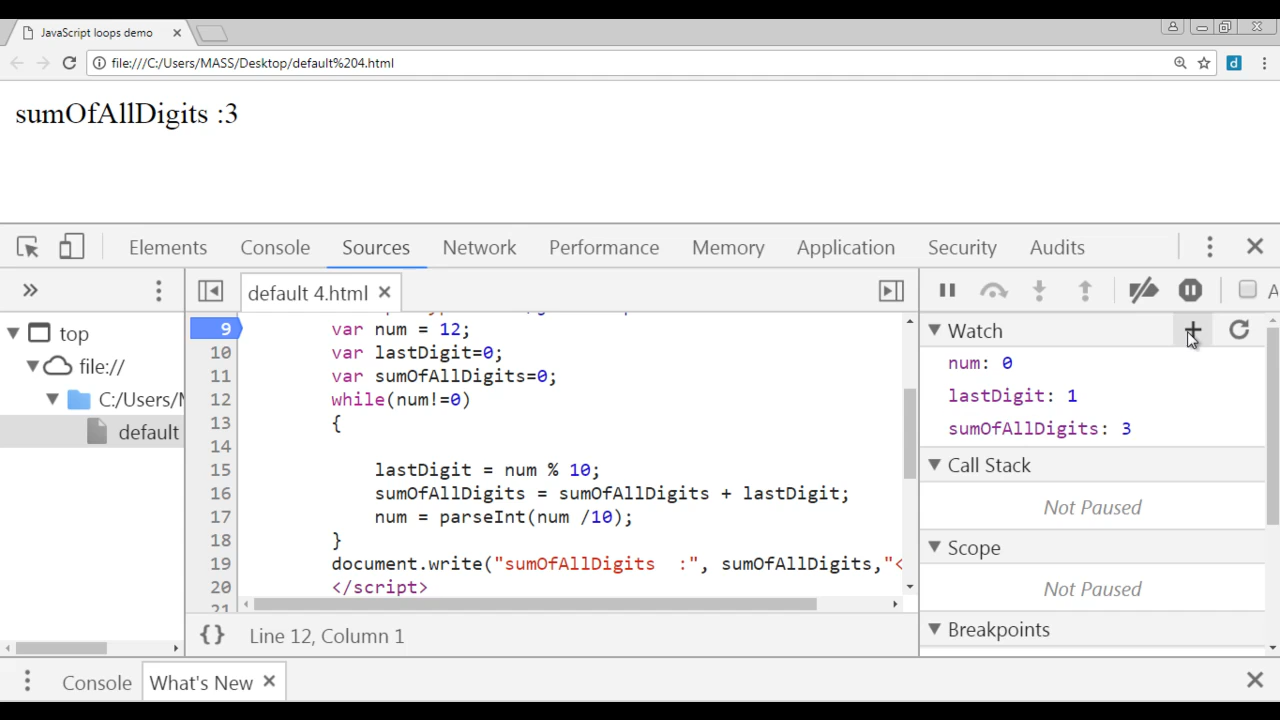 JavaScript loops demo
file:///C:/Users/MASS/Desktop/default%204.html
sumOfAllDigits :3
Elements Console Sources Network Performance Memory Application Security Audits
default 4.html
A
top
file://
C:/Users/M
default
9 var num = 12;
10 var lastDigit=0;
11 var sumOfAllDigits=0;
12 while(num!=0)
13 {
14
15 lastDigit = num % 10;
16 sumOfAllDigits = sumOfAllDigits + lastDigit;
17 num = parseInt(num /10);
18 }
19 document.write("sumOfAllDigits  :", sumOfAllDigits,"<
20 </script>
21
{} Line 12, Column 1
Watch
num: 0
lastDigit: 1
sumOfAllDigits: 3
Call Stack
Not Paused
Scope
Not Paused
Breakpoints
Console What's New